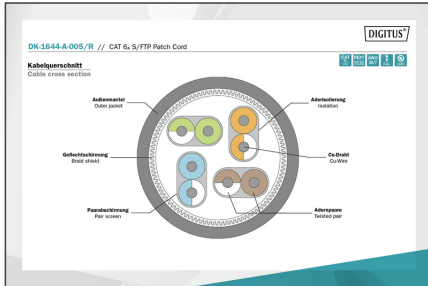 DIGITUS®
DK-1644-A-005/R // CAT 6A S/FTP Patch Cord
Kabelquerschnitt
Cable cross section
Außenmantel
Outer jacket
Aderisolierung
Isolation
Geflechtschirmung
Braid shield
Cu-Draht
Cu-Wire
Paarabschirmung
Pair screen
Adernpaare
Twisted pair